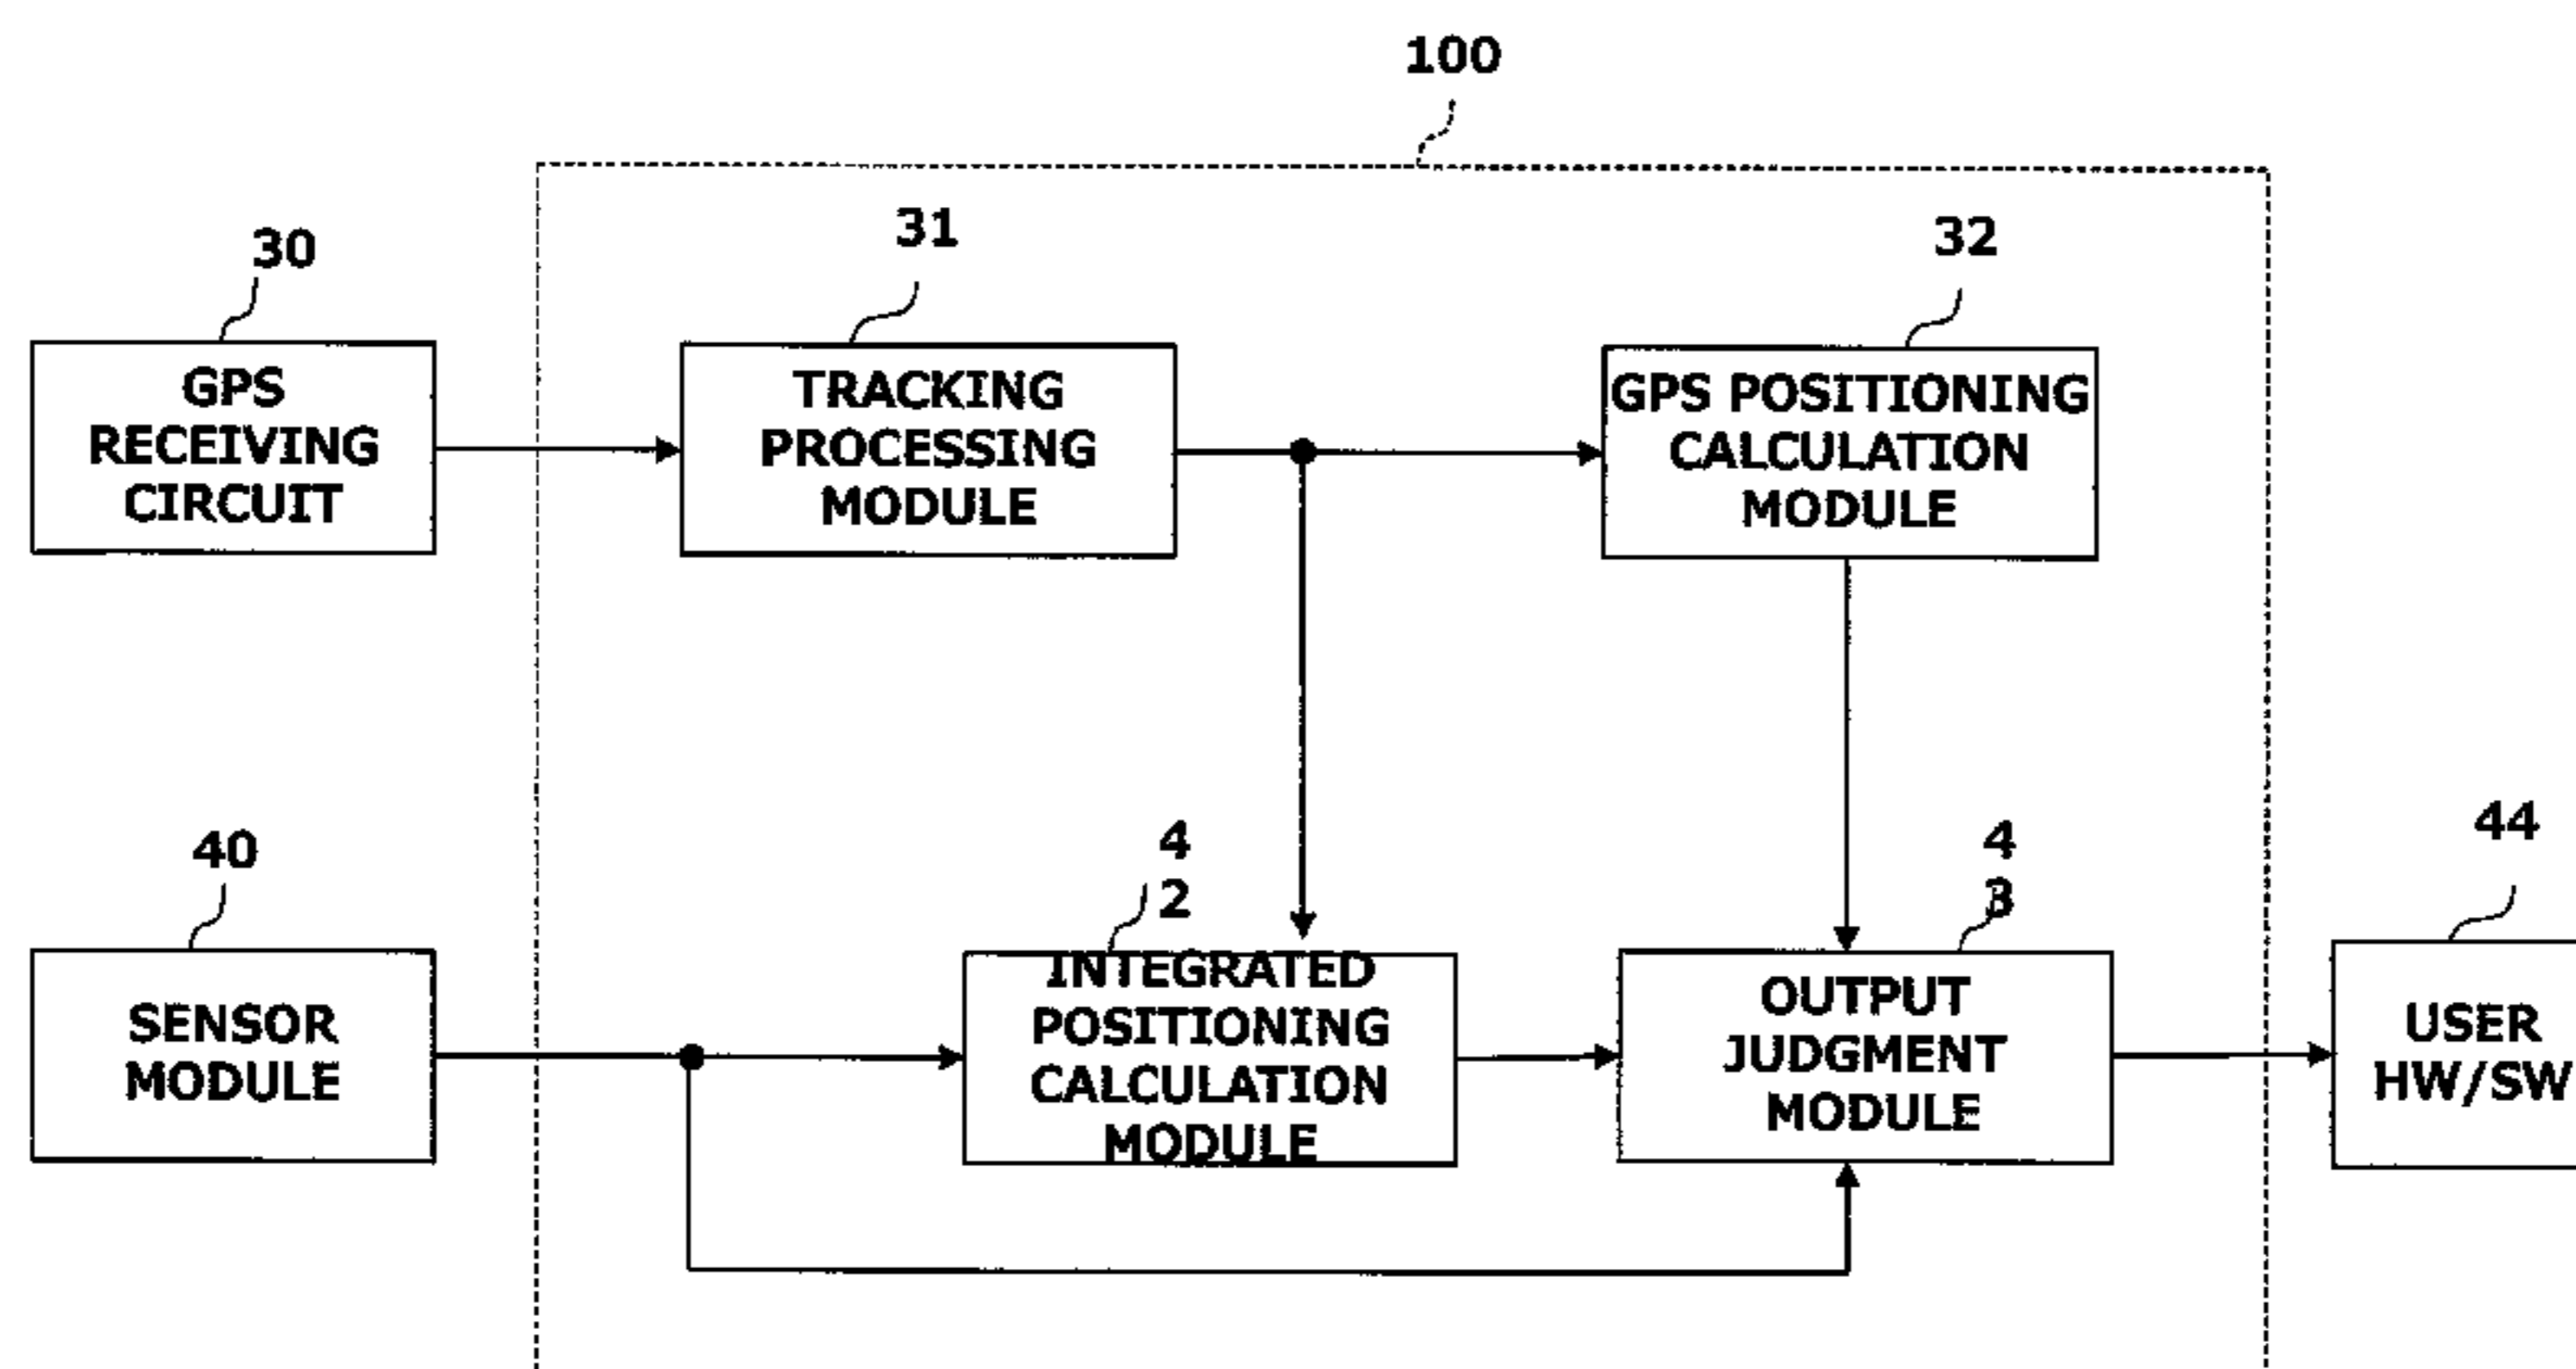 100
30
31
32
GPS
RECEIVING
CIRCUIT
TRACKING
PROCESSING
MODULE
GPS POSITIONING
CALCULATION
MODULE
40
4
2
4
3
44
SENSOR
MODULE
INTEGRATED
POSITIONING
CALCULATION
MODULE
OUTPUT
JUDGMENT
MODULE
USER
HW/SW